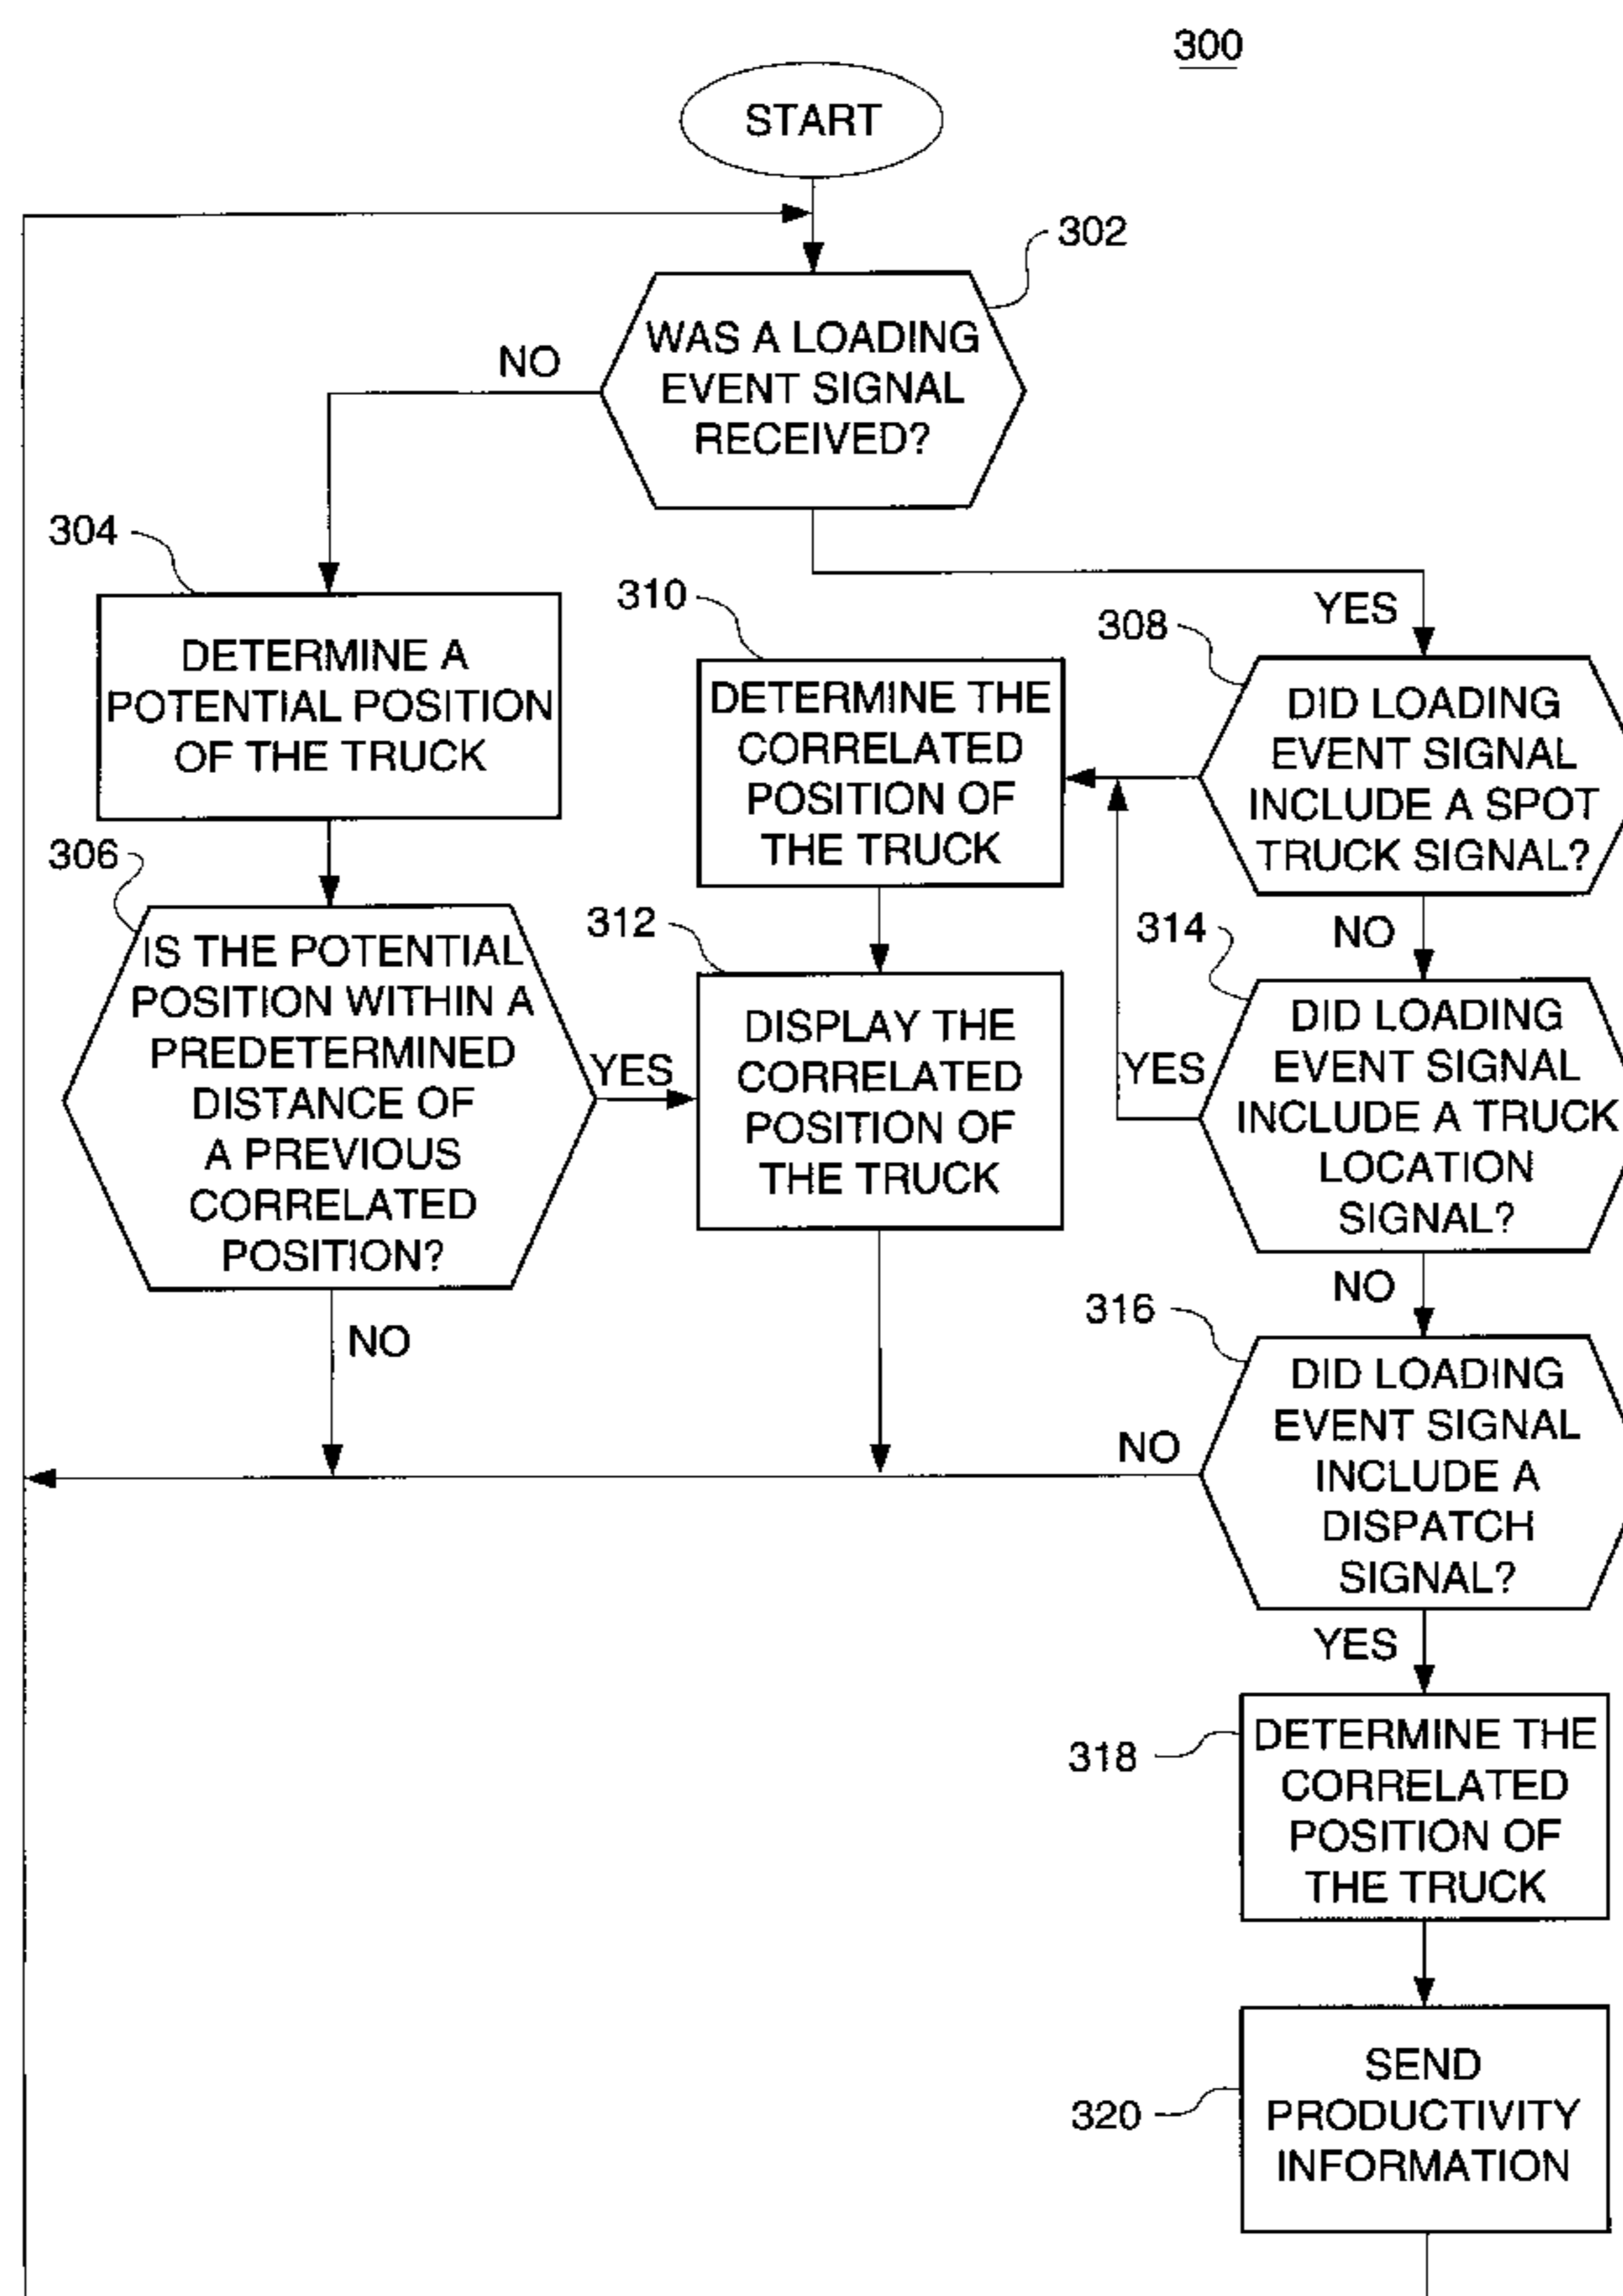 300
START
302
WAS A LOADING
EVENT SIGNAL
RECEIVED?
NO
YES
304
DETERMINE A
POTENTIAL POSITION
OF THE TRUCK
306
IS THE POTENTIAL
POSITION WITHIN A
PREDETERMINED
DISTANCE OF
A PREVIOUS
CORRELATED
POSITION?
YES
NO
310
DETERMINE THE
CORRELATED
POSITION OF
THE TRUCK
312
DISPLAY THE
CORRELATED
POSITION OF
THE TRUCK
308
DID LOADING
EVENT SIGNAL
INCLUDE A SPOT
TRUCK SIGNAL?
NO
314
DID LOADING
EVENT SIGNAL
INCLUDE A TRUCK
LOCATION
SIGNAL?
YES
NO
316
DID LOADING
EVENT SIGNAL
INCLUDE A
DISPATCH
SIGNAL?
NO
YES
318
DETERMINE THE
CORRELATED
POSITION OF
THE TRUCK
320
SEND
PRODUCTIVITY
INFORMATION